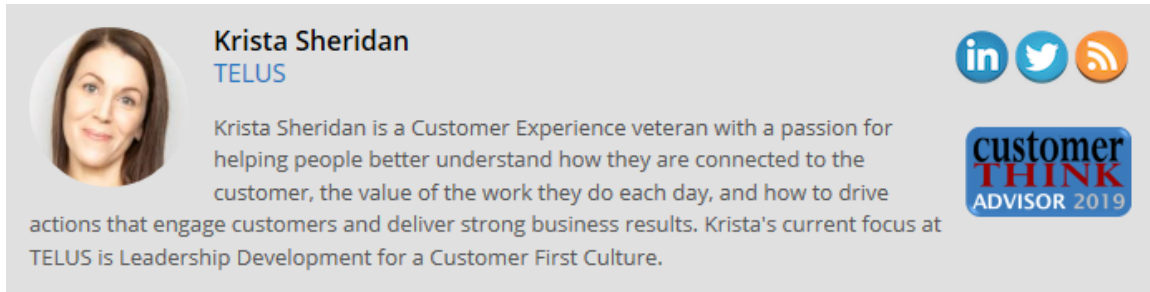 Krista Sheridan
TELUS
in
Krista Sheridan is a Customer Experience veteran with a passion for
helping people better understand how they are connected to the
customer, the value of the work they do each day, and how to drive
actions that engage customers and deliver strong business results. Krista's current focus at
TELUS is Leadership Development for a Customer First Culture.
customer
THINK
ADVISOR 2019